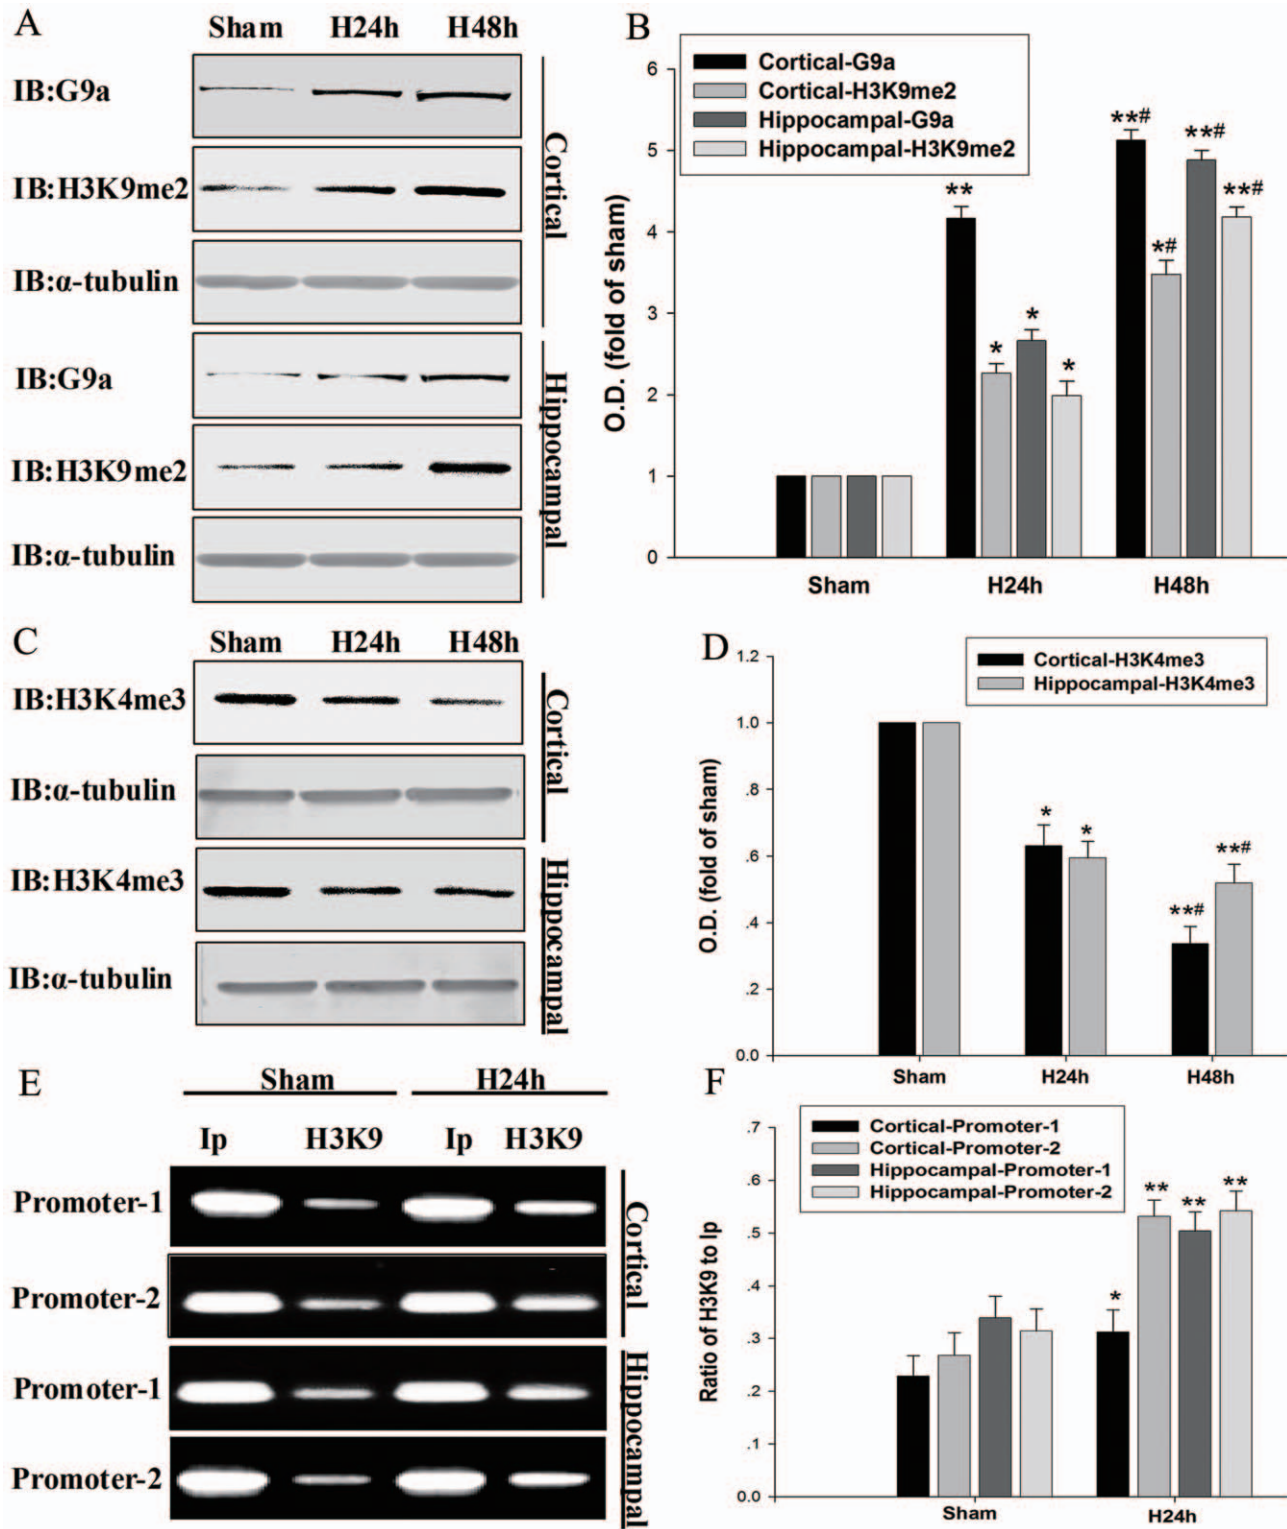 A
Sham H24h H48h
IB:G9a
IB:H3K9me2
IB:α-tubulin
Cortical
IB:G9a
IB:H3K9me2
IB:α-tubulin
Hippocampal
B
Cortical-G9a
Cortical-H3K9me2
Hippocampal-G9a
Hippocampal-H3K9me2
O.D. (fold of sham)
6
5
4
3
2
1
0
**
*
*
*
**#
*#
**#
**#
Sham H24h H48h
C
Sham H24h H48h
IB:H3K4me3
IB:α-tubulin
Cortical
IB:H3K4me3
IB:α-tubulin
Hippocampal
D
Cortical-H3K4me3
Hippocampal-H3K4me3
O.D. (fold of sham)
1.2
1.0
.8
.6
.4
.2
0.0
*
*
**#
**#
Sham H24h H48h
E
Sham H24h
Ip H3K9 Ip H3K9
Promoter-1
Promoter-2
Cortical
Promoter-1
Promoter-2
Hippocampal
F
Cortical-Promoter-1
Cortical-Promoter-2
Hippocampal-Promoter-1
Hippocampal-Promoter-2
Ratio of H3K9 to Ip
.7
.6
.5
.4
.3
.2
.1
0.0
*
**
**
**
Sham H24h